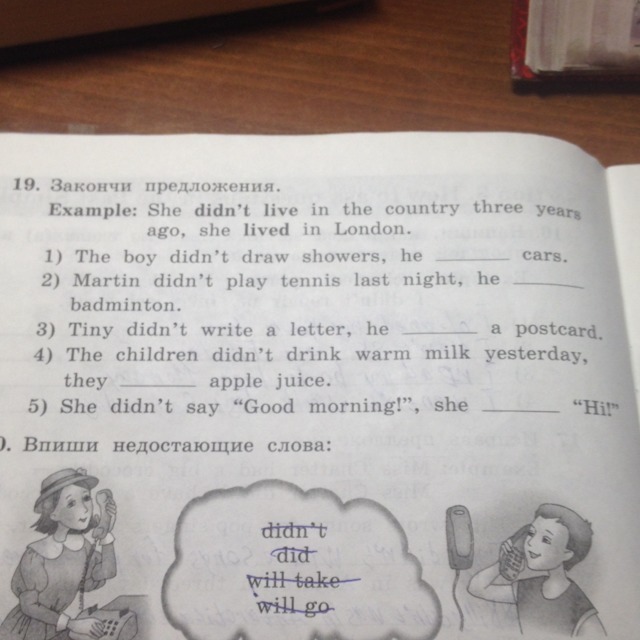 19. Закончи предложения.
Example: She didn't live in the country three years
ago, she lived in London.
1) The boy didn't draw showers, he ______ cars.
2) Martin didn't play tennis last night, he ______
badminton.
3) Tiny didn't write a letter, he ______ a postcard.
4) The children didn't drink warm milk yesterday,
they ______ apple juice.
5) She didn't say "Good morning!", she ______ "Hi!"
0. Впиши недостающие слова:
didn't
did
will take
will go